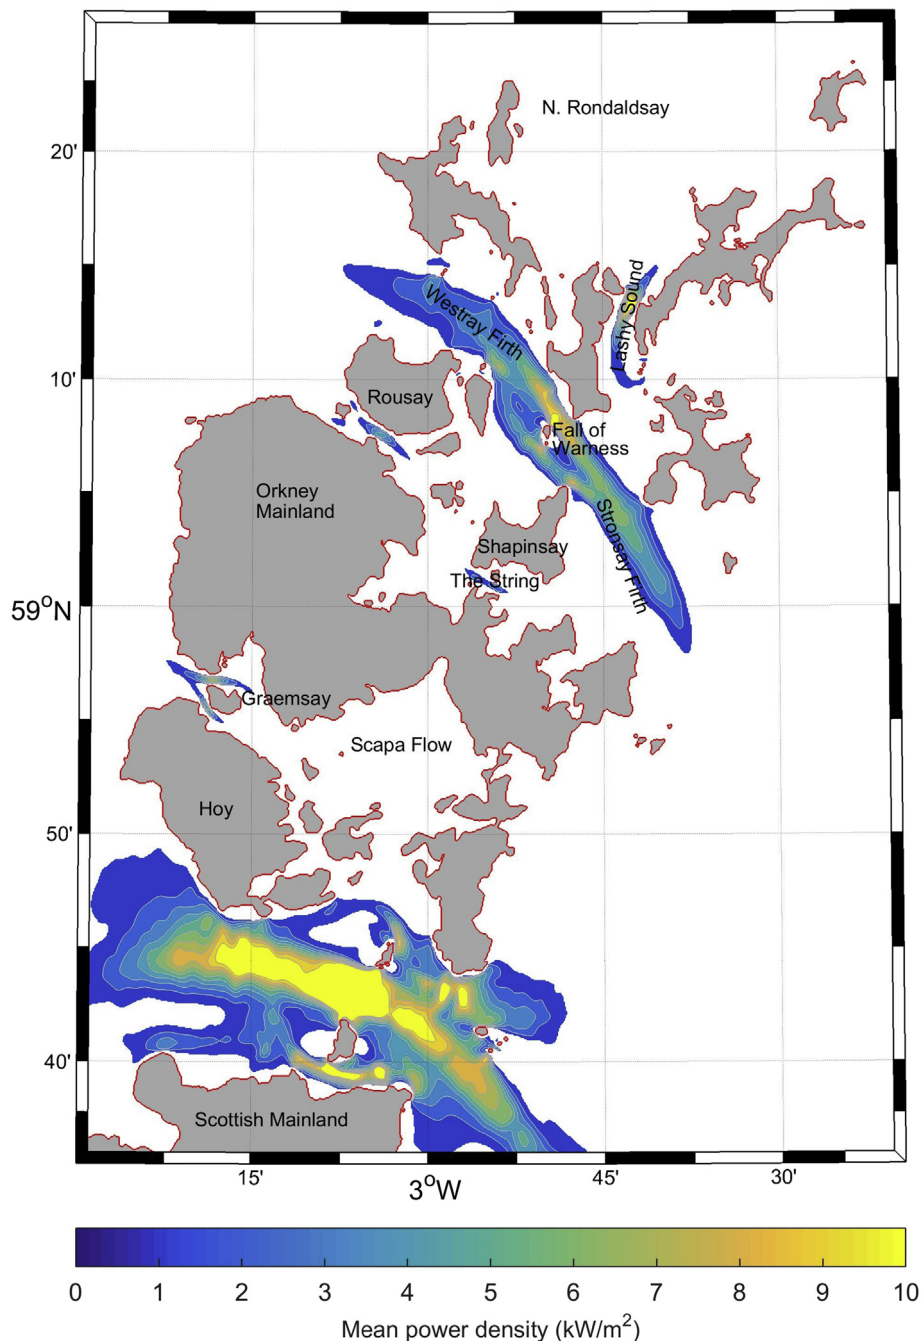 N. Rondaldsay
20'
Lashy Sound
Westray Firth
10'
Rousay
Fall of
Warness
Orkney
Mainland
Stronsay Firth
Shapinsay
The String
59°N
Graemsay
Scapa Flow
Hoy
50'
40'
Scottish Mainland
15' 3°W 45' 30'
0 1 2 3 4 5 6 7 8 9 10
Mean power density (kW/m²)